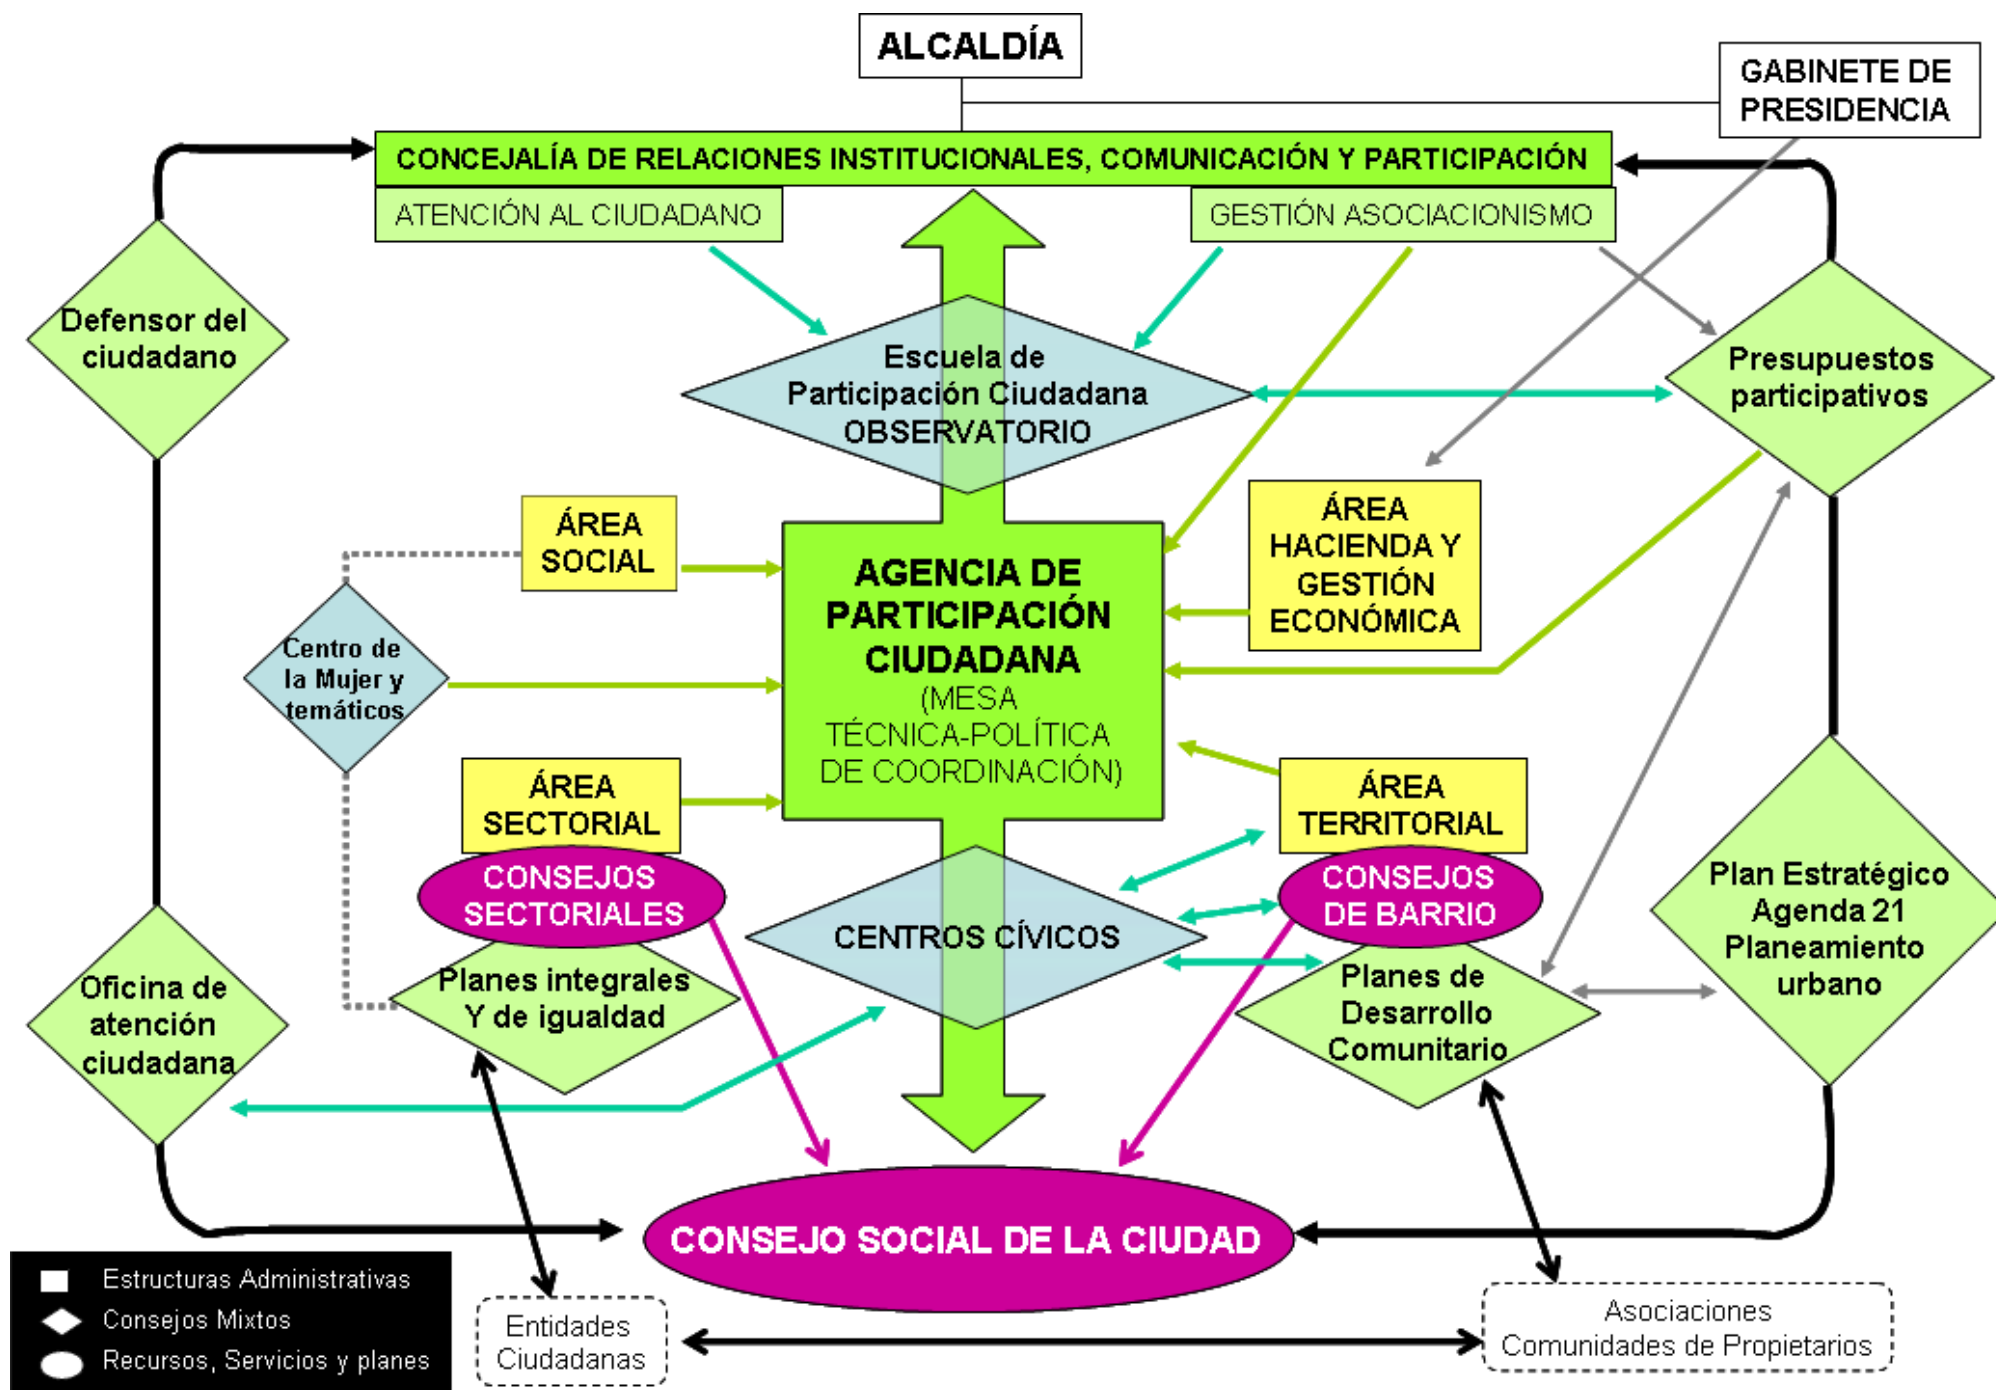 ALCALDÍA
GABINETE DE
PRESIDENCIA
CONCEJALÍA DE RELACIONES INSTITUCIONALES, COMUNICACIÓN Y PARTICIPACIÓN
ATENCIÓN AL CIUDADANO
GESTIÓN ASOCIACIONISMO
Defensor del
ciudadano
Escuela de
Participación Ciudadana
OBSERVATORIO
Presupuestos
participativos
ÁREA
SOCIAL
ÁREA
HACIENDA Y
GESTIÓN
ECONÓMICA
AGENCIA DE
PARTICIPACIÓN
CIUDADANA
(MESA
TÉCNICA-POLÍTICA
DE COORDINACIÓN)
Centro de
la Mujer y
temáticos
ÁREA
SECTORIAL
ÁREA
TERRITORIAL
CONSEJOS
SECTORIALES
CONSEJOS
DE BARRIO
CENTROS CÍVICOS
Plan Estratégico
Agenda 21
Planeamiento
urbano
Planes integrales
Y de igualdad
Planes de
Desarrollo
Comunitario
Oficina de
atención
ciudadana
CONSEJO SOCIAL DE LA CIUDAD
Estructuras Administrativas
Consejos Mixtos
Recursos, Servicios y planes
Entidades
Ciudadanas
Asociaciones
Comunidades de Propietarios